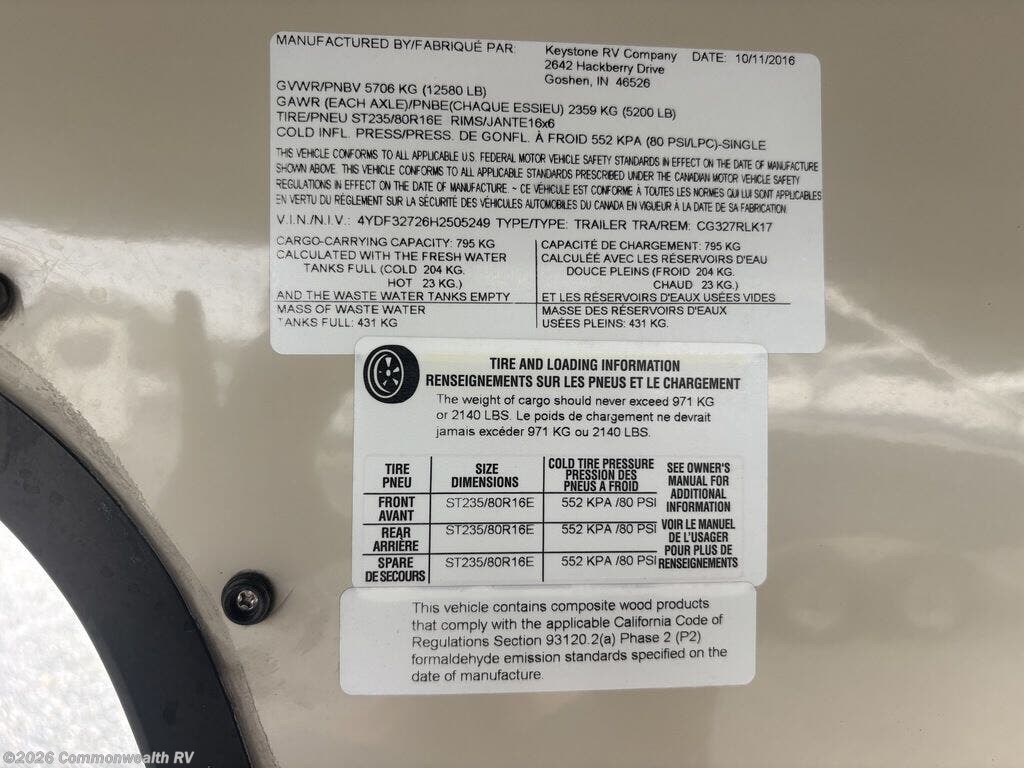 MANUFACTURED BY/FABRIQUÉ PAR: Keystone RV Company DATE: 10/11/2016
2642 Hackberry Drive
Goshen, IN 46526
GVWR/PNBV 5706 KG (12580 LB)
GAWR (EACH AXLE)/PNBE(CHAQUE ESSIEU) 2359 KG (5200 LB)
TIRE/PNEU ST235/80R16E RIMS/JANTE16x6
COLD INFL. PRESS/PRESS. DE GONFL. À FROID 552 KPA (80 PSI/LPC)-SINGLE
THIS VEHICLE CONFORMS TO ALL APPLICABLE U.S. FEDERAL MOTOR VEHICLE SAFETY STANDARDS IN EFFECT ON THE DATE OF MANUFACTURE
SHOWN ABOVE. THIS VEHICLE CONFORMS TO ALL APPLICABLE STANDARDS PRESCRIBED UNDER THE CANADIAN MOTOR VEHICLE SAFETY
REGULATIONS IN EFFECT ON THE DATE OF MANUFACTURE. ~ CE VÉHICULE EST CONFORME À TOUTES LES NORMES QUI LUI SONT APPLICABLES
EN VERTU DU RÉGLEMENT SUR LA SÉCURITÉ DES VÉHICULES AUTOMOBILES DU CANADA EN VIGUEUR À LA DATE DE SA FABRICATION.
V.I.N./N.I.V.: 4YDF32726H2505249 TYPE/TYPE: TRAILER TRA/REM: CG327RLK17
CARGO-CARRYING CAPACITY: 795 KG
CALCULATED WITH THE FRESH WATER
TANKS FULL (COLD 204 KG.
HOT 23 KG.)
AND THE WASTE WATER TANKS EMPTY
MASS OF WASTE WATER
TANKS FULL: 431 KG
CAPACITÉ DE CHARGEMENT: 795 KG
CALCULÉE AVEC LES RÉSERVOIRS D'EAU
DOUCE PLEINS (FROID 204 KG.
CHAUD 23 KG.)
ET LES RÉSERVOIRS D'EAUX USÉES VIDES
MASSE DES RÉSERVOIRS D'EAUX
USÉES PLEINS: 431 KG.
TIRE AND LOADING INFORMATION
RENSEIGNEMENTS SUR LES PNEUS ET LE CHARGEMENT
The weight of cargo should never exceed 971 KG
or 2140 LBS. Le poids de chargement ne devrait
jamais excéder 971 KG ou 2140 LBS.
TIRE
PNEU
SIZE
DIMENSIONS
COLD TIRE PRESSURE
PRESSION DES
PNEUS A FROID
FRONT
AVANT
ST235/80R16E
552 KPA /80 PSI
REAR
ARRIÈRE
ST235/80R16E
552 KPA /80 PSI
SPARE
DE SECOURS
ST235/80R16E
552 KPA /80 PSI
SEE OWNER'S
MANUAL FOR
ADDITIONAL
INFORMATION
VOIR LE MANUEL
DE L'USAGER
POUR PLUS DE
RENSEIGNEMENTS
This vehicle contains composite wood products
that comply with the applicable California Code of
Regulations Section 93120.2(a) Phase 2 (P2)
formaldehyde emission standards specified on the
date of manufacture.
©2026 Commonwealth RV